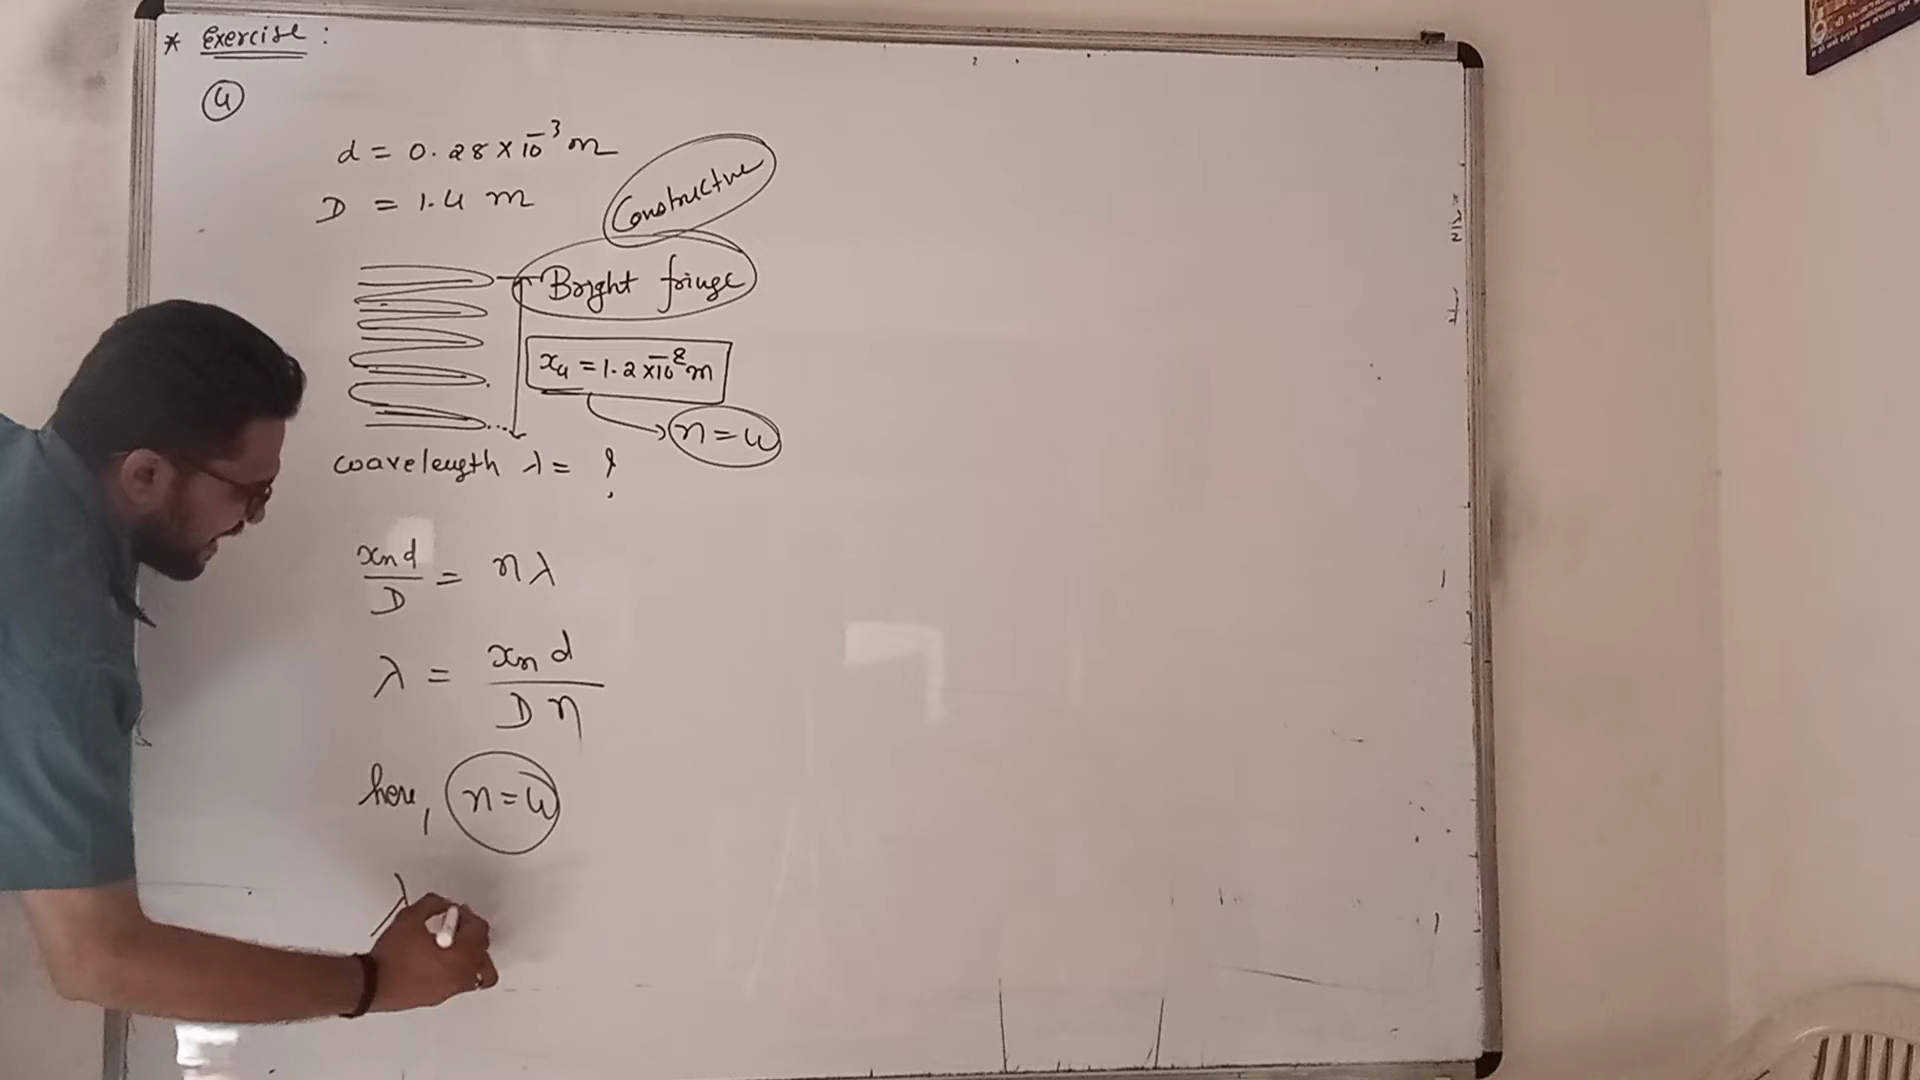 * Exercise :
4
d = 0.28 × 10⁻³ m
D = 1.4 m
Constructive
Bright fringe
x₄ = 1.2 × 10⁻² m
n = 4
wavelength λ = ?
xₙd/D = nλ
λ = xₙd/Dn
here, n = 4
λ